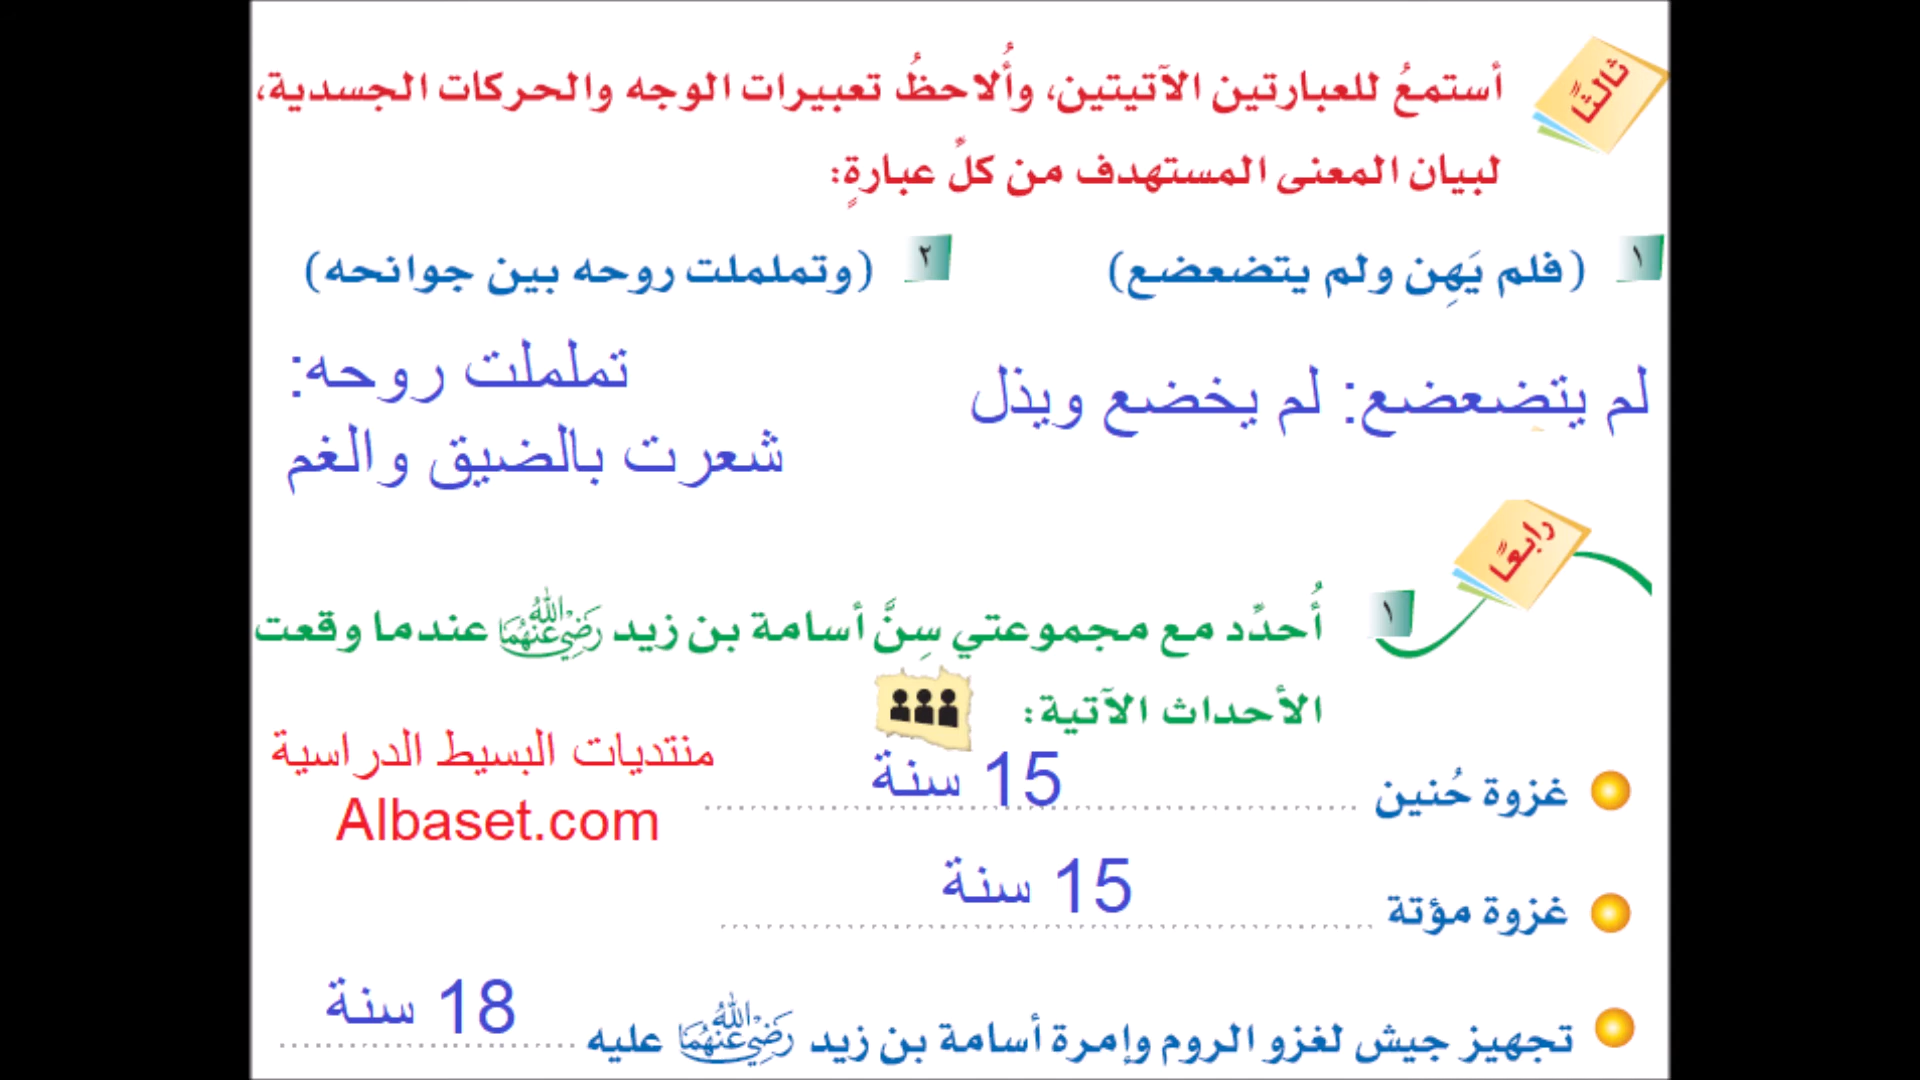 ثالثًا
أستمعُ للعبارتين الآتيتين، وأُلاحظُ تعبيرات الوجه والحركات الجسدية،
لبيان المعنى المستهدف من كلِّ عبارةٍ:
١ (فلم يَهِن ولم يتضعضع)
٢ (وتململت روحه بين جوانحه)
لم يتضعضع: لم يخضع ويذل
تململت روحه:
شعرت بالضيق والغم
رابعًا
١ أُحدِّد مع مجموعتي سِنَّ أسامة بن زيد رَضِيَ اللهُ عَنْهُمَا عندما وقعت
الأحداث الآتية:
منتديات البسيط الدراسية
Albaset.com
غزوة حُنين 15 سنة
غزوة مؤتة 15 سنة
تجهيز جيش لغزو الروم وإمرة أسامة بن زيد رَضِيَ اللهُ عَنْهُمَا عليه 18 سنة